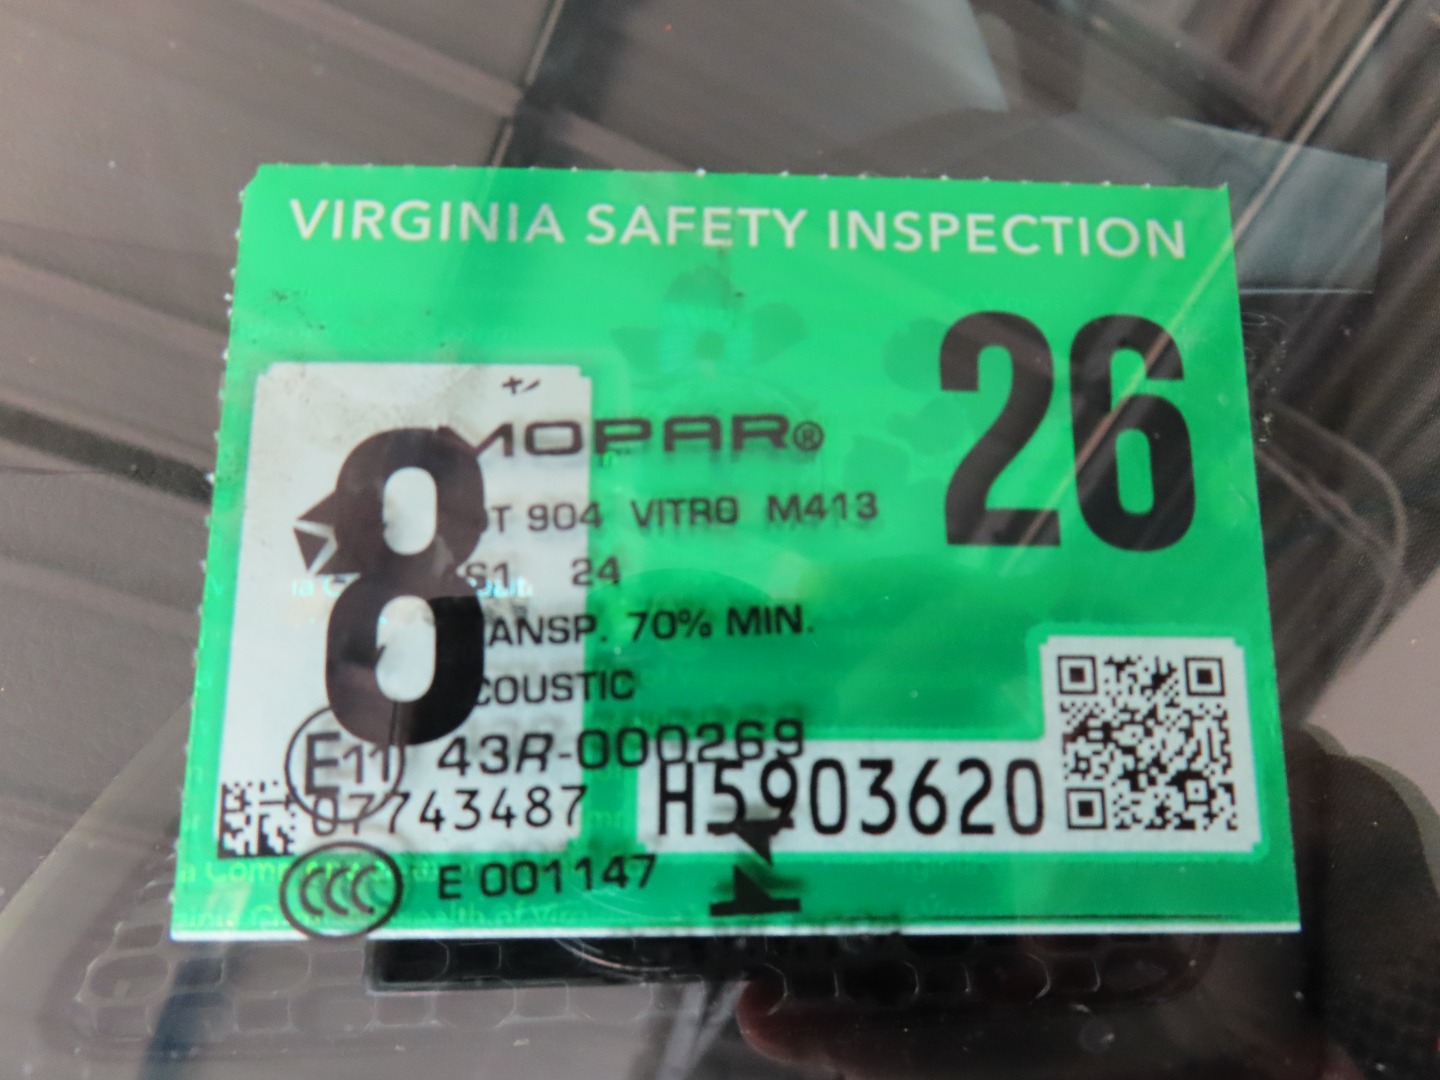 VIRGINIA SAFETY INSPECTION
26
8
MOPAR®
T 904 VITRO M413
S1 24
ANSP. 70% MIN.
COUSTIC
E11 43R-000269
07743487
H5903620
CCC E 001147